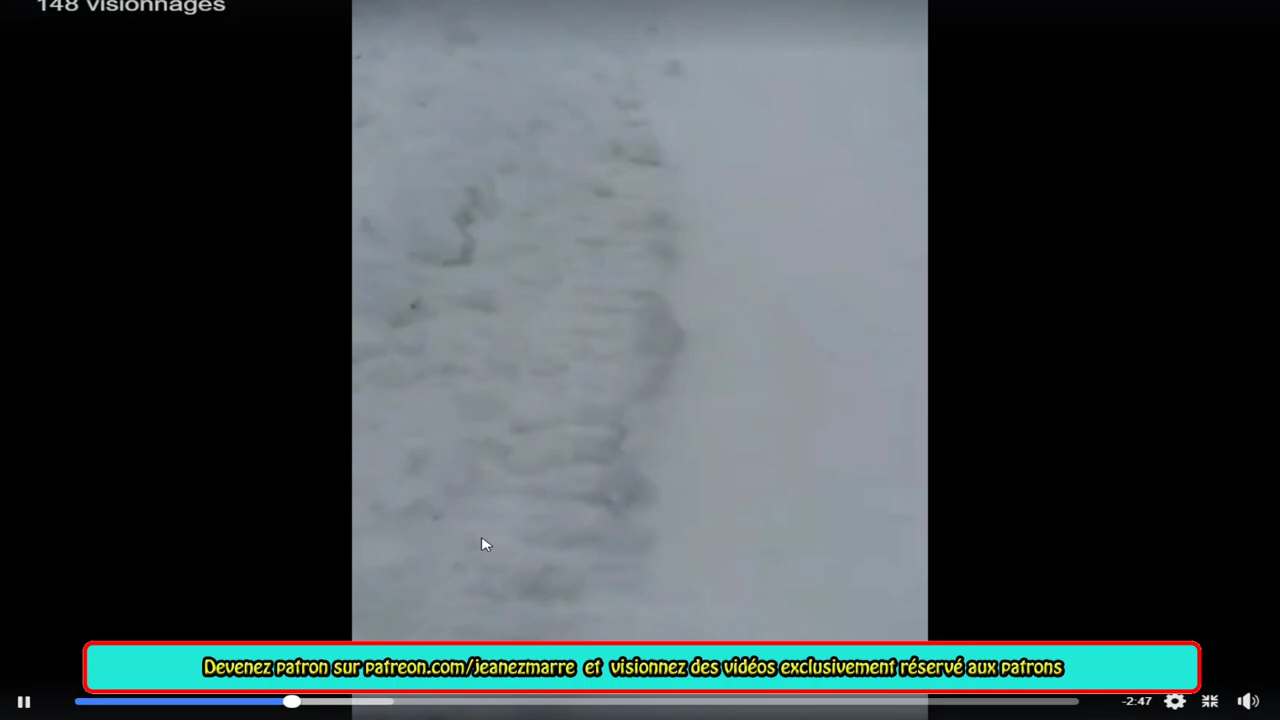 148 visionnages
Devenez patron sur patreon.com/jeanezmarre et visionnez des vidéos exclusivement réservé aux patrons
-2:47